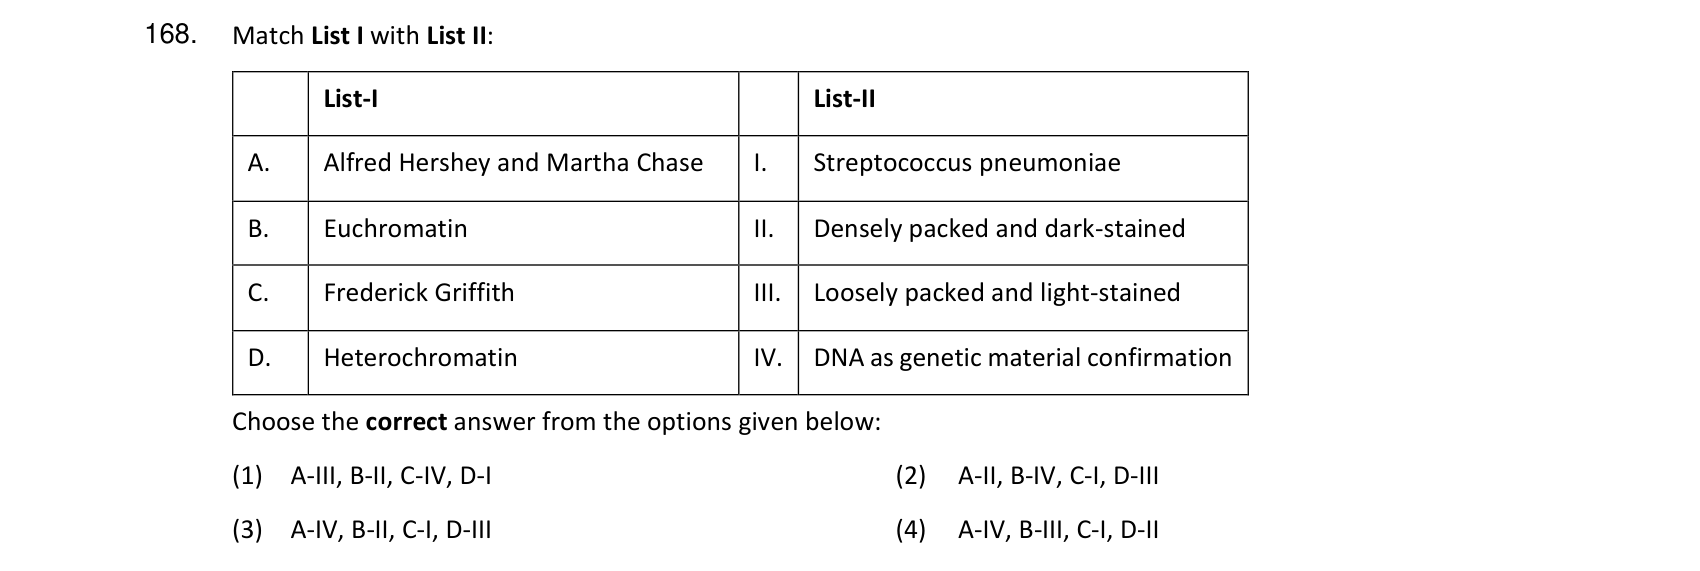 168. Match List I with List II:
List-I List-II
A. Alfred Hershey and Martha Chase I. Streptococcus pneumoniae
B. Euchromatin II. Densely packed and dark-stained
C. Frederick Griffith III. Loosely packed and light-stained
D. Heterochromatin IV. DNA as genetic material confirmation
Choose the correct answer from the options given below:
(1) A-III, B-II, C-IV, D-I (2) A-II, B-IV, C-I, D-III
(3) A-IV, B-II, C-I, D-III (4) A-IV, B-III, C-I, D-II